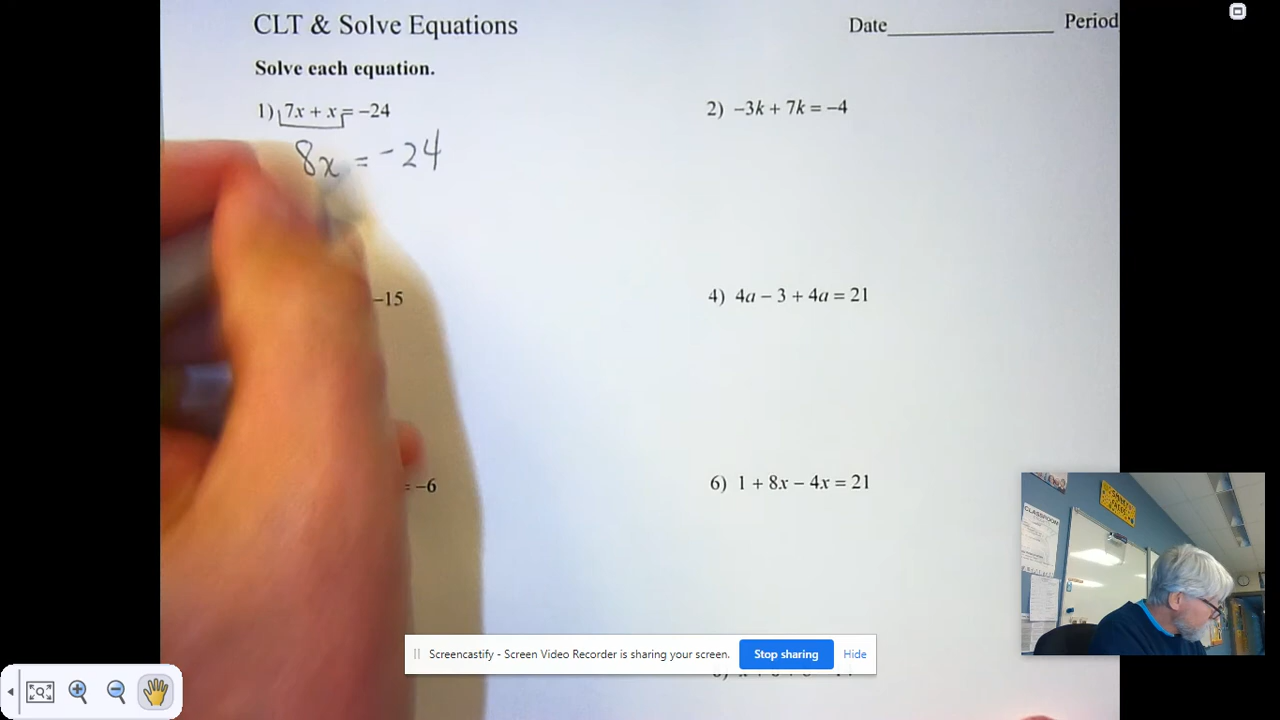 CLT & Solve Equations
Date____________ Period
Solve each equation.
1) 7x + x = −24
8x = -24
2) −3k + 7k = −4
−15
4) 4a − 3 + 4a = 21
= −6
6) 1 + 8x − 4x = 21
CLASSROOM
Screencastify - Screen Video Recorder is sharing your screen.
Stop sharing
Hide